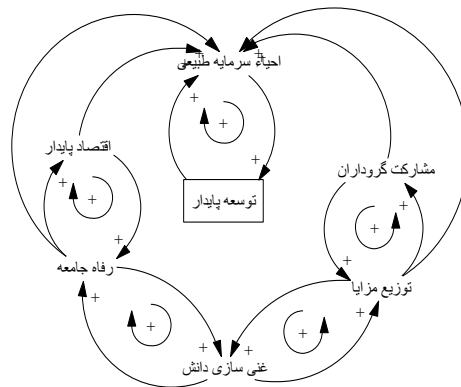 احیاء سرمایه طبیعی
اقتصاد پایدار
مشارکت گروداران
توسعه پایدار
رفاه جامعه
توزیع مزایا
غنی سازی دانش